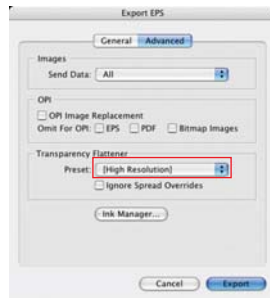 Export EPS
General Advanced
Images
Send Data: All
OPI
OPI Image Replacement
Omit For OPI: EPS PDF Bitmap Images
Transparency Flattener
Preset: [High Resolution]
Ignore Spread Overrides
Ink Manager...
Cancel Export